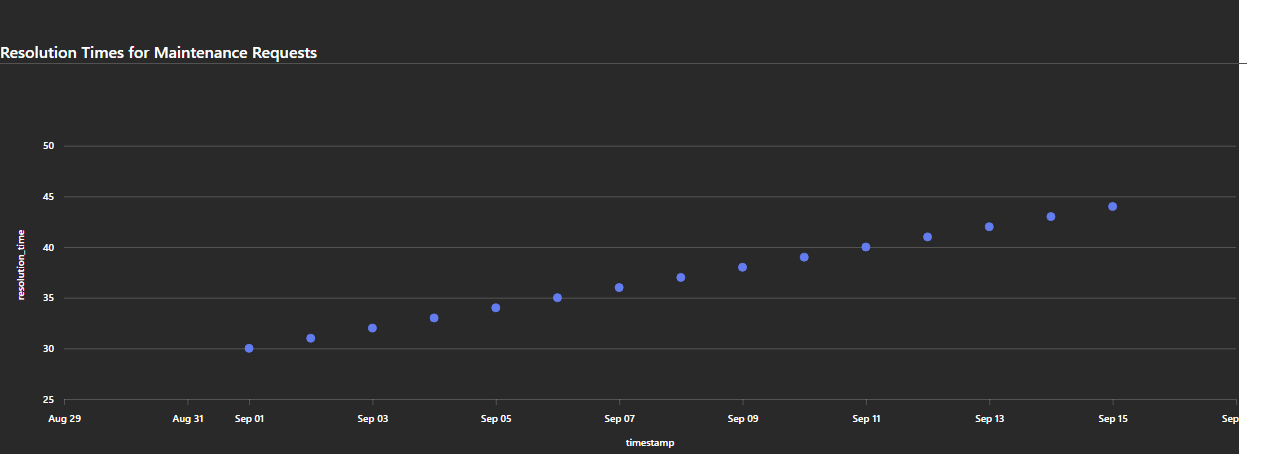 Resolution Times for Maintenance Requests
50
45
40
35
30
25
resolution_time
Aug 29 Aug 31 Sep 01 Sep 03 Sep 05 Sep 07 Sep 09 Sep 11 Sep 13 Sep 15 Sep
timestamp